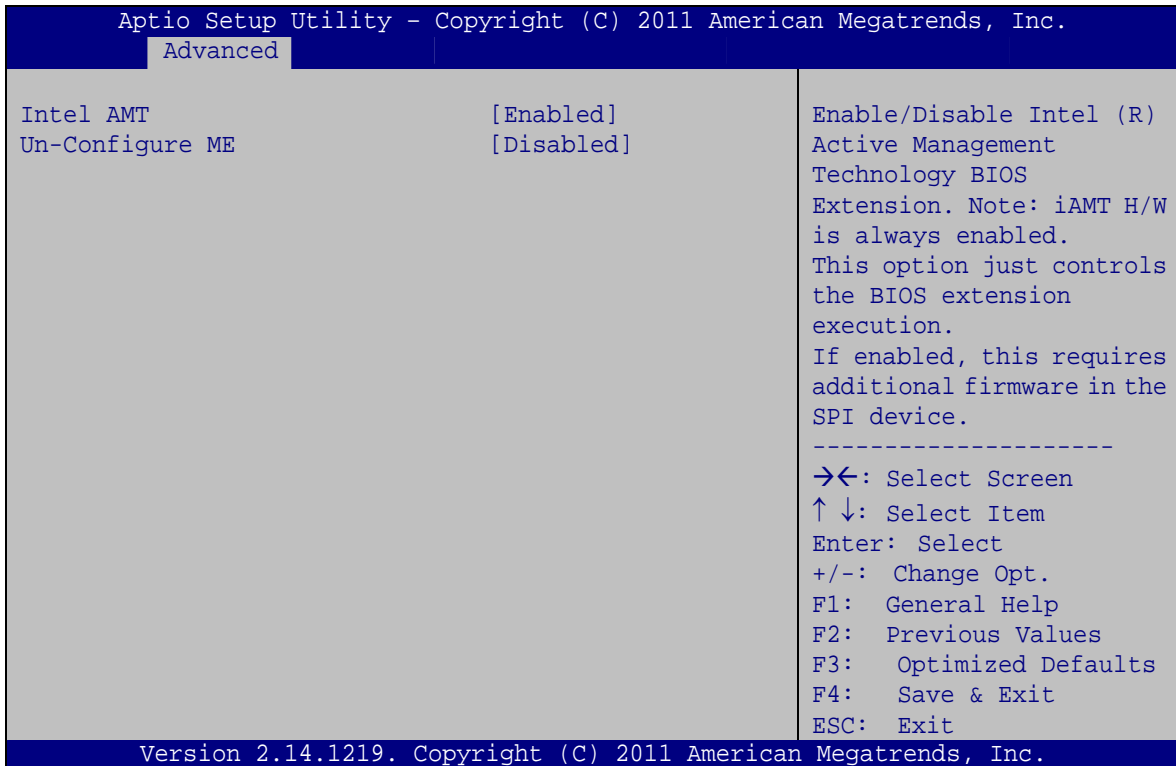 Aptio Setup Utility – Copyright (C) 2011 American Megatrends, Inc.
Advanced
Intel AMT [Enabled]
Un-Configure ME [Disabled]
Enable/Disable Intel (R)
Active Management
Technology BIOS
Extension. Note: iAMT H/W
is always enabled.
This option just controls
the BIOS extension
execution.
If enabled, this requires
additional firmware in the
SPI device.
---------------------
→←: Select Screen
↑ ↓: Select Item
Enter: Select
+/-: Change Opt.
F1: General Help
F2: Previous Values
F3: Optimized Defaults
F4: Save & Exit
ESC: Exit
Version 2.14.1219. Copyright (C) 2011 American Megatrends, Inc.